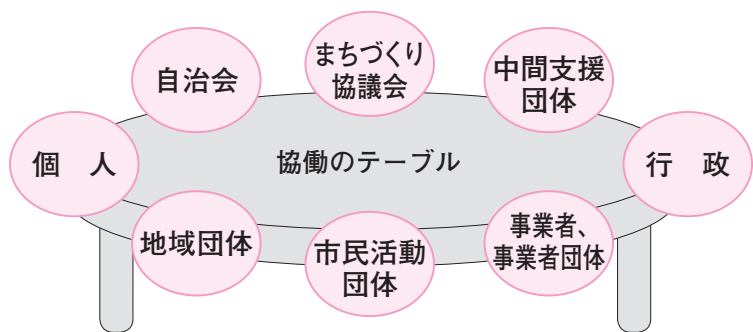 自治会
まちづくり
協議会
中間支援
団体
個　人
協働のテーブル
行　政
地域団体
市民活動
団体
事業者、
事業者団体